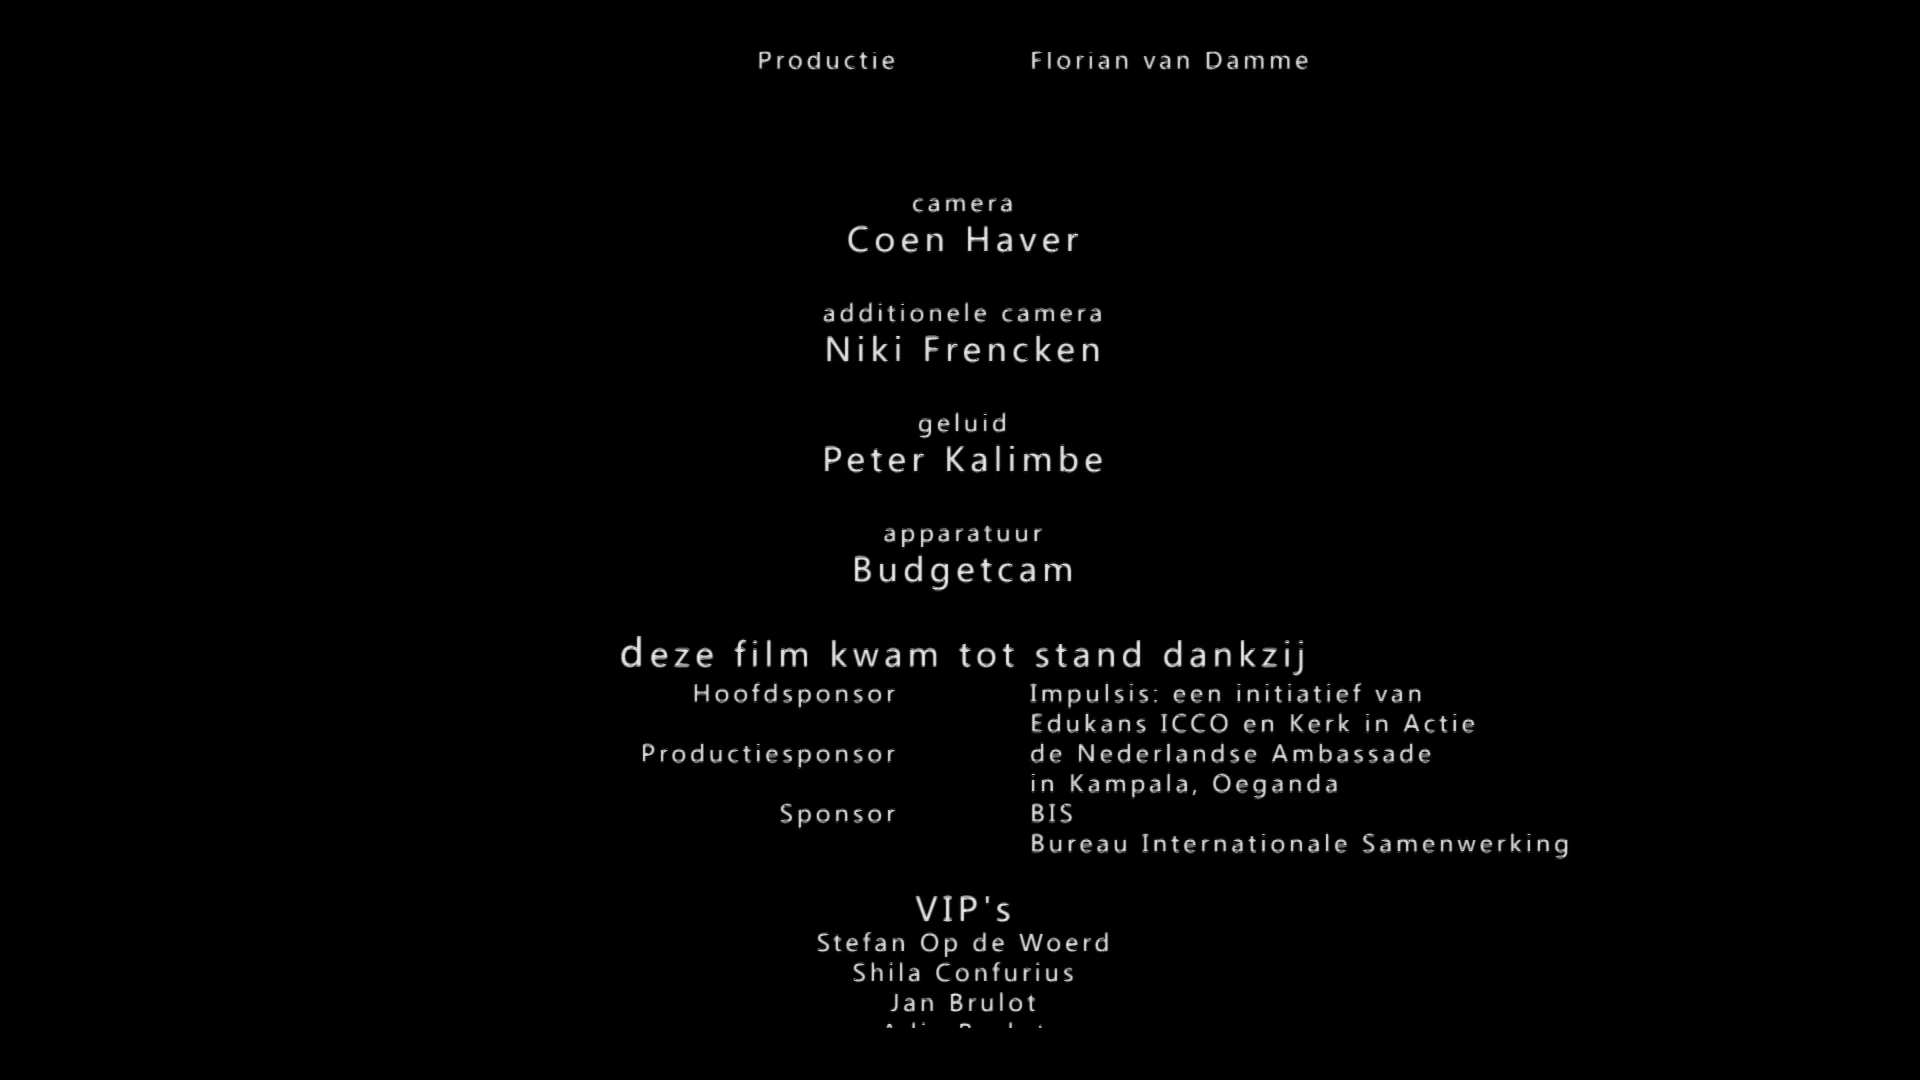 Productie Florian van Damme
camera
Coen Haver
additionele camera
Niki Frencken
geluid
Peter Kalimbe
apparatuur
Budgetcam
deze film kwam tot stand dankzij
Hoofdsponsor Impulsis: een initiatief van
Edukans ICCO en Kerk in Actie
Productiesponsor de Nederlandse Ambassade
in Kampala, Oeganda
Sponsor BIS
Bureau Internationale Samenwerking
VIP's
Stefan Op de Woerd
Shila Confurius
Jan Brulot